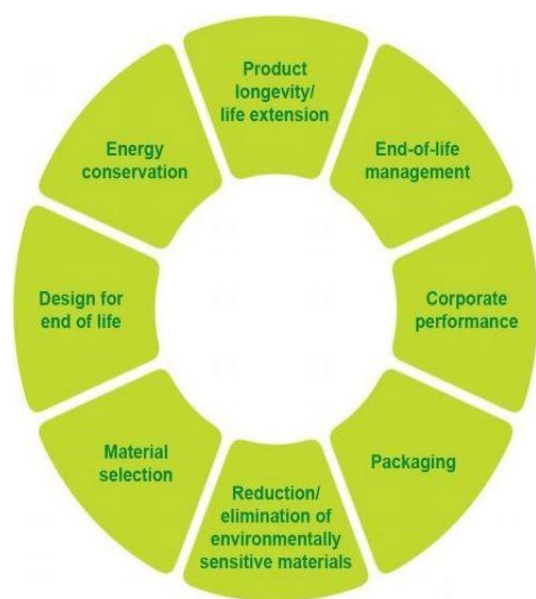 Product
longevity/
life extension
End-of-life
management
Corporate
performance
Packaging
Reduction/
elimination of
environmentally
sensitive materials
Material
selection
Design for
end of life
Energy
conservation